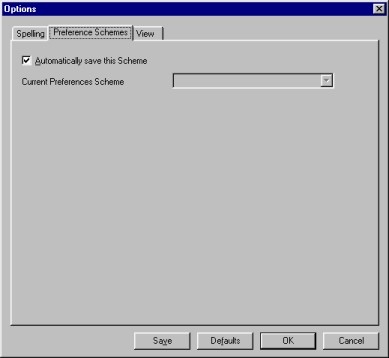 Options
Spelling Preference Schemes View
Automatically save this Scheme
Current Preferences Scheme
Save Defaults OK Cancel